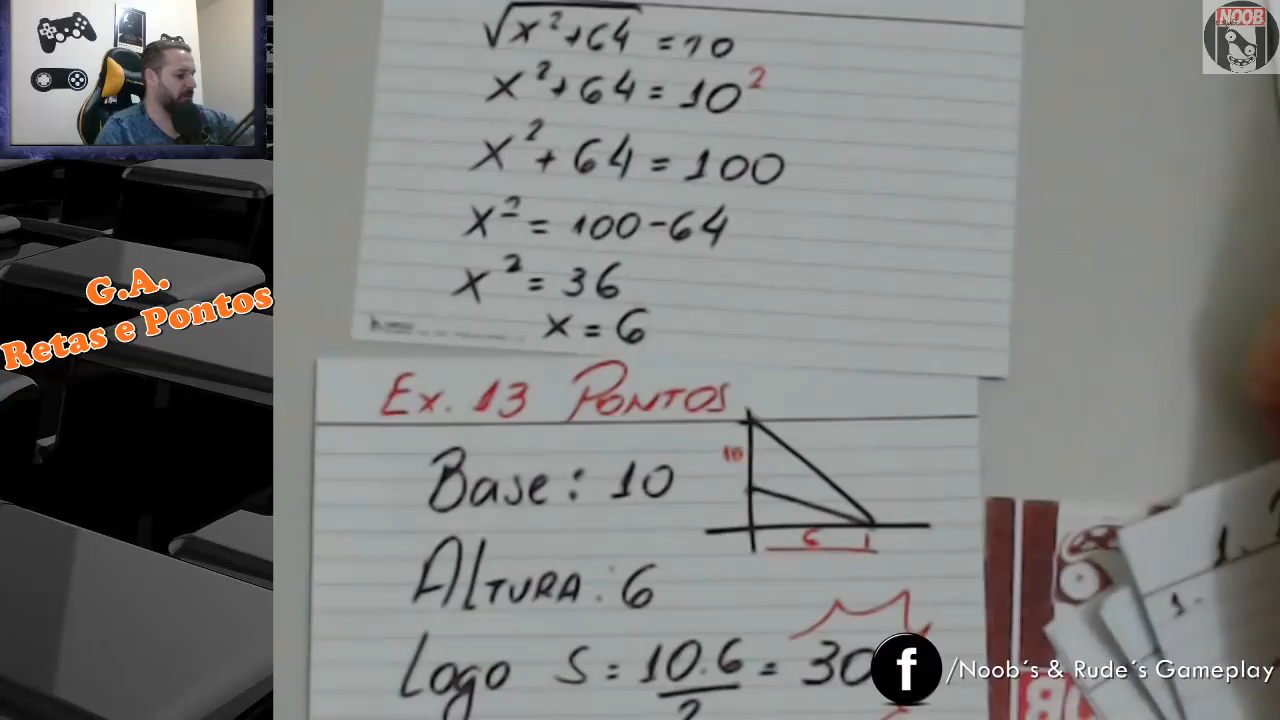 NOOB
√x²+64 = 10
x²+64 = 10²
x²+64 = 100
x² = 100-64
x² = 36
x = 6
G.A.
Retas e Pontos
Ex. 13 PONTOS
10
Base: 10
6
ALTURA: 6
Logo S = 10.6 = 30
2
/Noob´s & Rude´s Gameplay